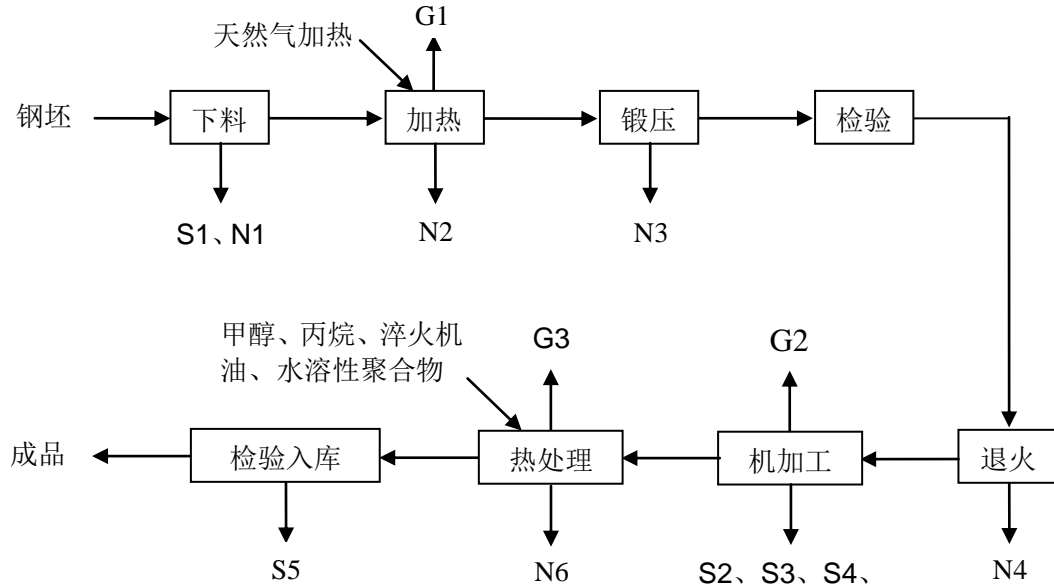 G1
天然气加热
钢坯
下料
加热
锻压
检验
S1、N1
N2
N3
甲醇、丙烷、淬火机
油、水溶性聚合物
G3
G2
成品
检验入库
热处理
机加工
退火
S5
N6
S2、S3、S4、
N4